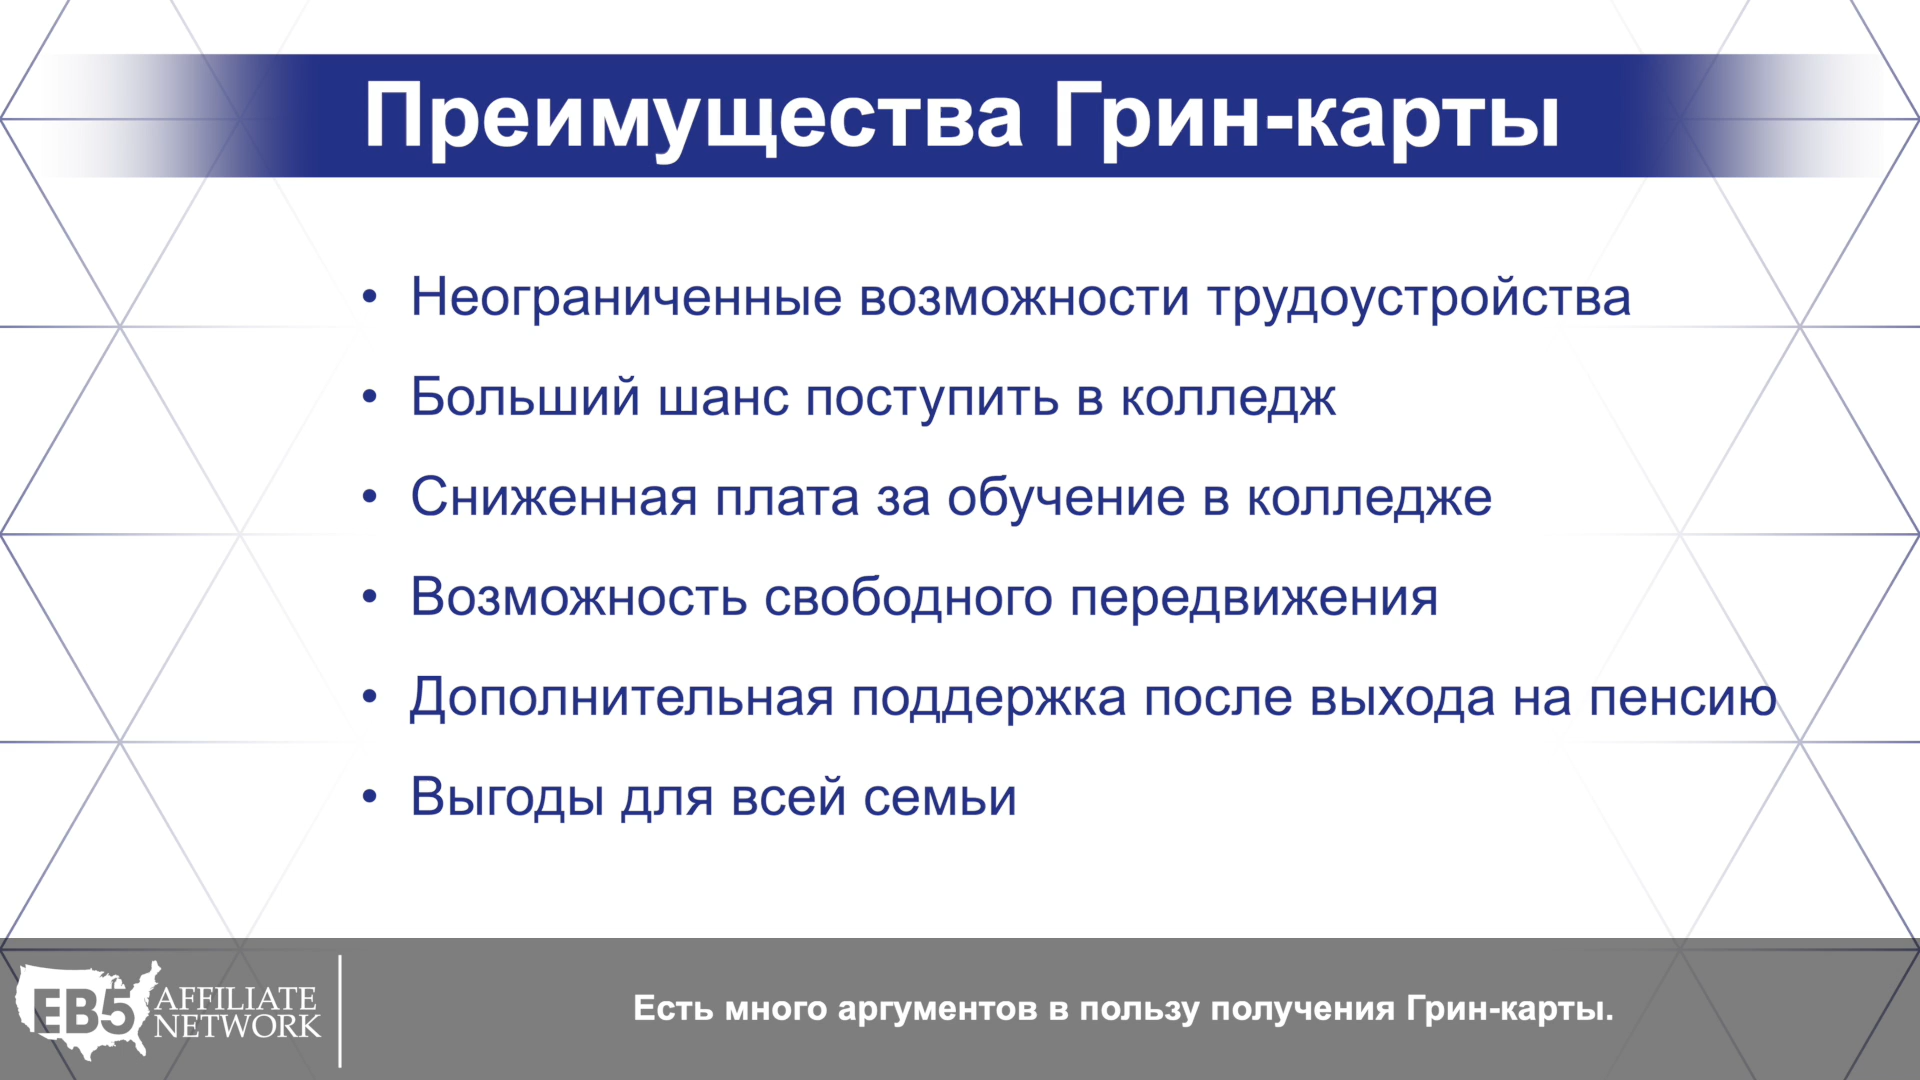 Преимущества Грин-карты
• Неограниченные возможности трудоустройства
• Больший шанс поступить в колледж
• Сниженная плата за обучение в колледже
• Возможность свободного передвижения
• Дополнительная поддержка после выхода на пенсию
• Выгоды для всей семьи
EB5 AFFILIATE
NETWORK
Есть много аргументов в пользу получения Грин-карты.